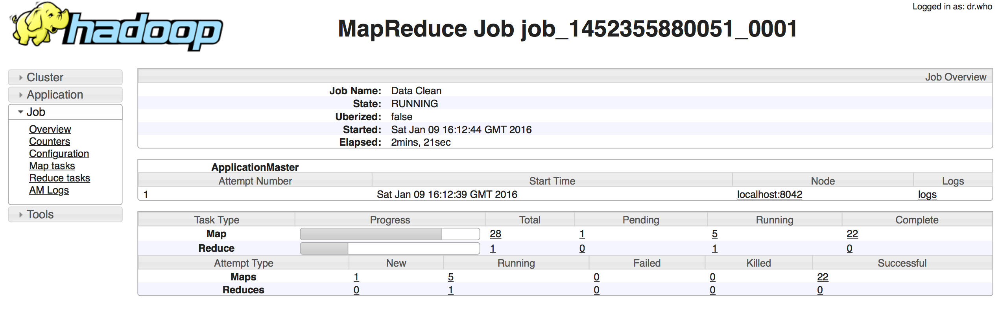 Logged in as: dr.who
hadoop
MapReduce Job job_1452355880051_0001
Cluster
Application
Job
Overview
Counters
Configuration
Map tasks
Reduce tasks
AM Logs
Tools
Job Overview
Job Name: Data Clean
State: RUNNING
Uberized: false
Started: Sat Jan 09 16:12:44 GMT 2016
Elapsed: 2mins, 21sec
ApplicationMaster
Attempt Number Start Time Node Logs
1 Sat Jan 09 16:12:39 GMT 2016 localhost:8042 logs
Task Type Progress Total Pending Running Complete
Map 28 1 5 22
Reduce 1 0 1 0
Attempt Type New Running Failed Killed Successful
Maps 1 5 0 0 22
Reduces 0 1 0 0 0